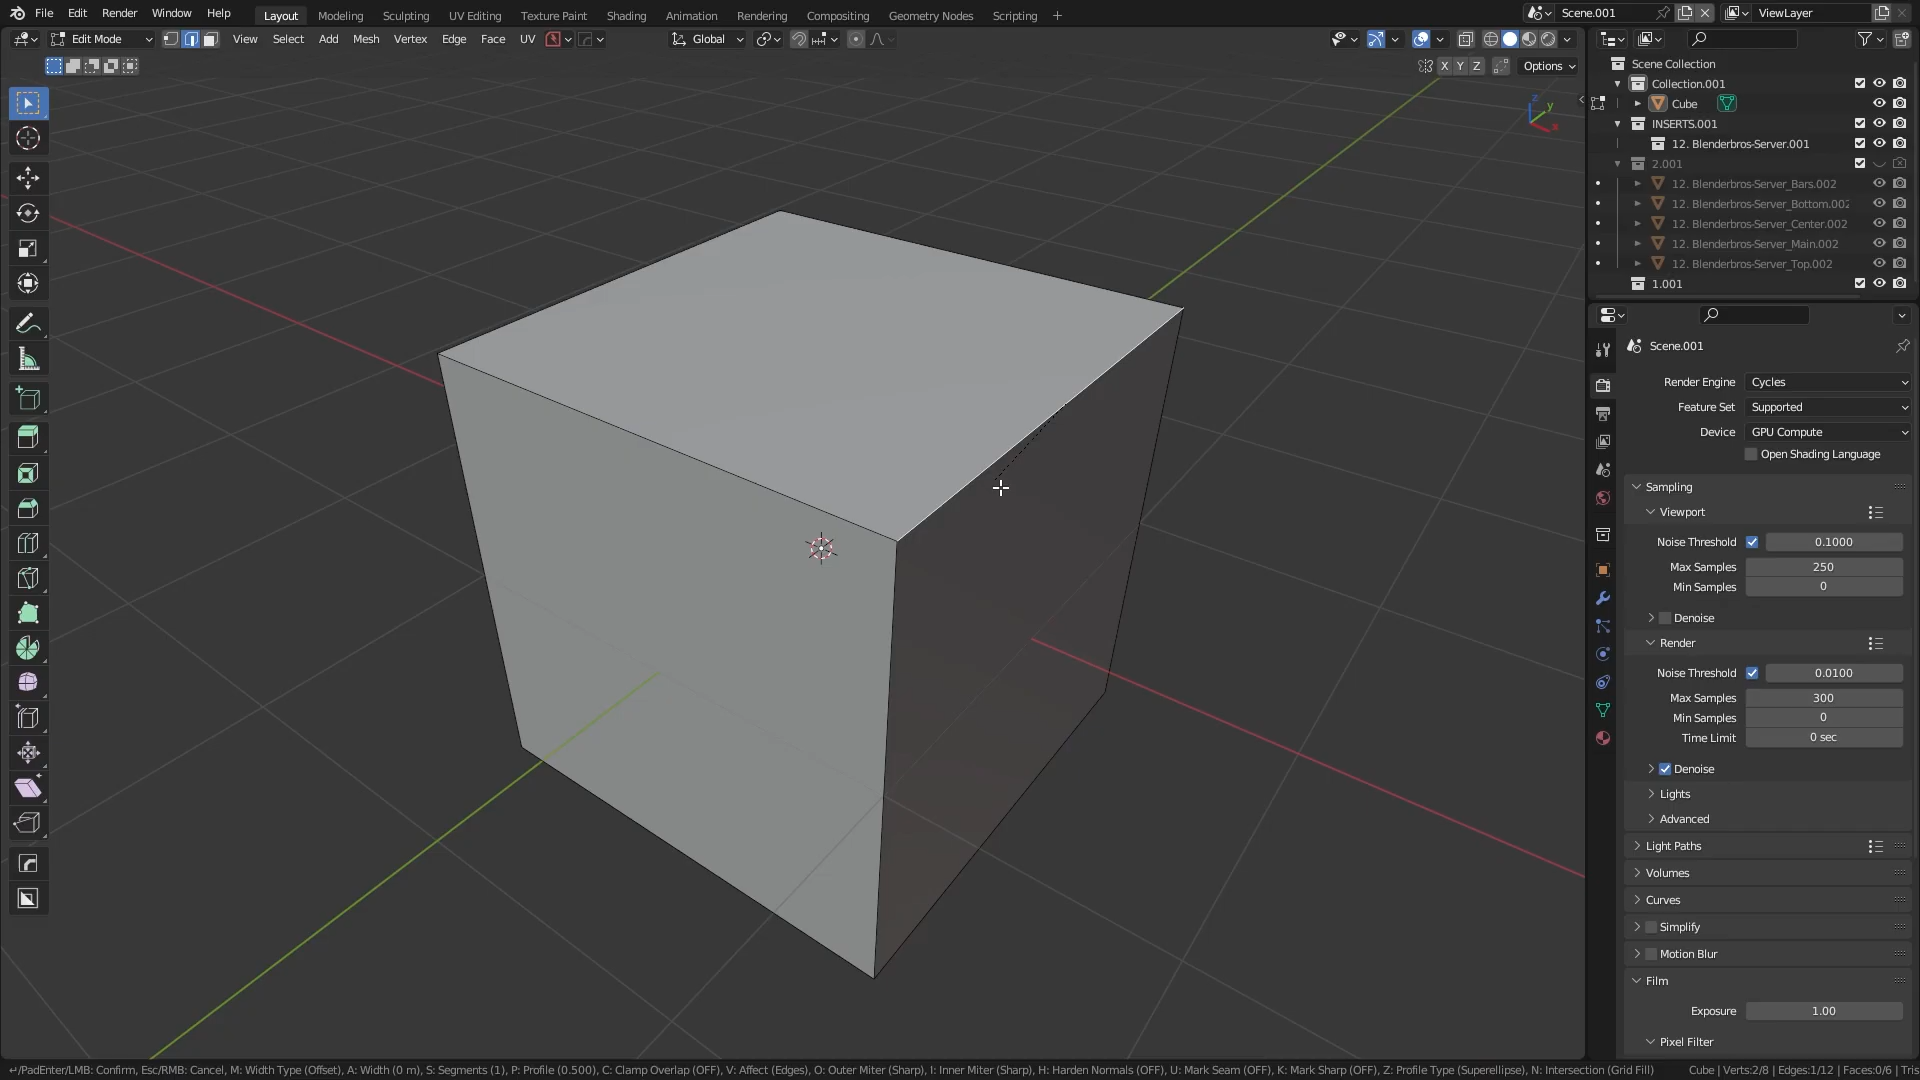 File Edit Render Window Help Layout Modeling Sculpting UV Editing Texture Paint Shading Animation Rendering Compositing Geometry Nodes Scripting + Scene.001 ViewLayer
Edit Mode View Select Add Mesh Vertex Edge Face UV Global
X Y Z Options
Scene Collection
Collection.001
Cube
INSERTS.001
12. Blenderbros-Server.001
2.001
12. Blenderbros-Server_Bars.002
12. Blenderbros-Server_Bottom.002
12. Blenderbros-Server_Center.002
12. Blenderbros-Server_Main.002
12. Blenderbros-Server_Top.002
1.001
Scene.001
Render Engine Cycles
Feature Set Supported
Device GPU Compute
Open Shading Language
Sampling
Viewport
Noise Threshold 0.1000
Max Samples 250
Min Samples 0
Denoise
Render
Noise Threshold 0.0100
Max Samples 300
Min Samples 0
Time Limit 0 sec
Denoise
Lights
Advanced
Light Paths
Volumes
Curves
Simplify
Motion Blur
Film
Exposure 1.00
Pixel Filter
↵/PadEnter/LMB: Confirm, Esc/RMB: Cancel, M: Width Type (Offset), A: Width (0 m), S: Segments (1), P: Profile (0.500), C: Clamp Overlap (OFF), V: Affect (Edges), O: Outer Miter (Sharp), I: Inner Miter (Sharp), H: Harden Normals (OFF), U: Mark Seam (OFF), K: Mark Sharp (OFF), Z: Profile Type (Superellipse), N: Intersection (Grid Fill) Cube | Verts:2/8 | Edges:1/12 | Faces:0/6 | Tris
z y x